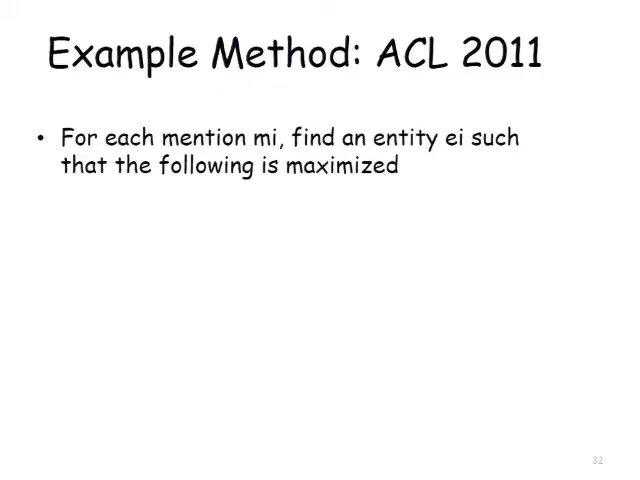 Example Method: ACL 2011
• For each mention mi, find an entity ei such
that the following is maximized
32